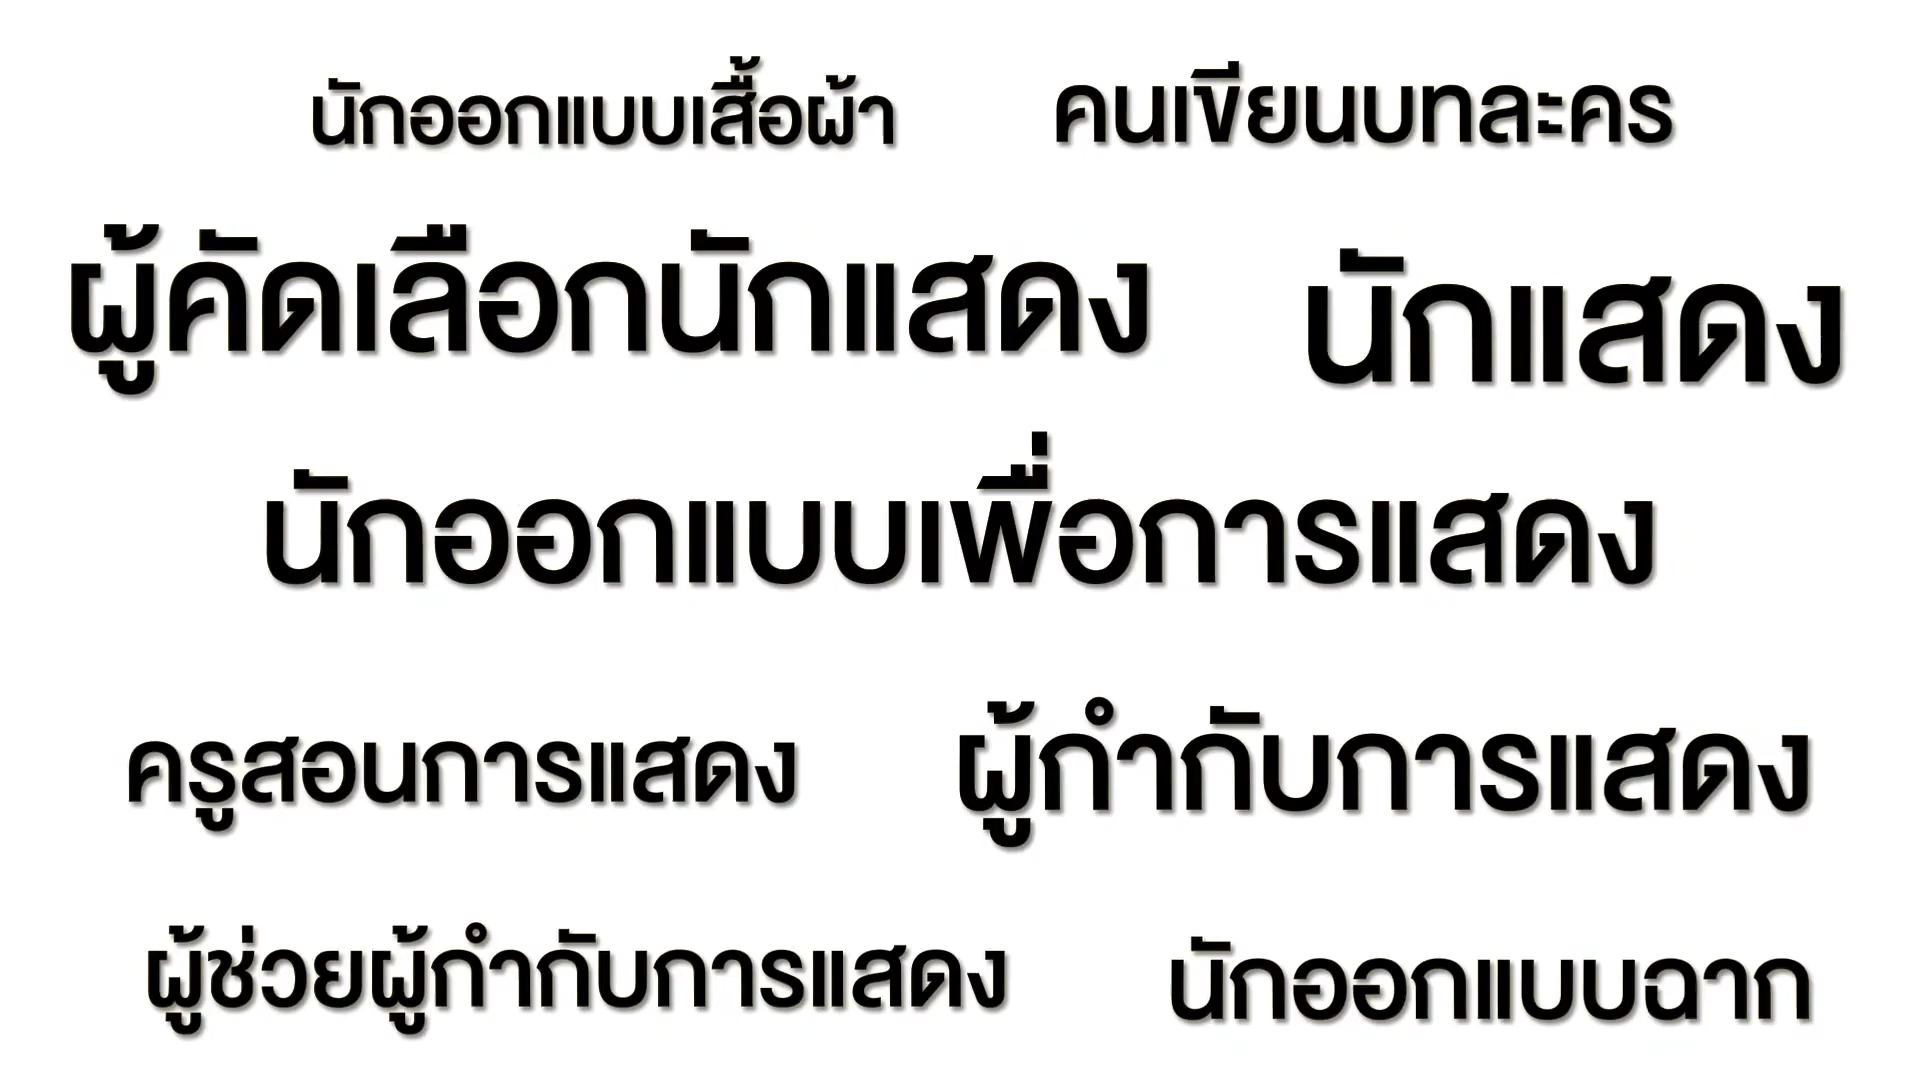 นักออกแบบเสื้อผ้า
คนเขียนบทละคร
ผู้คัดเลือกนักแสดง
นักแสดง
นักออกแบบเพื่อการแสดง
ครูสอนการแสดง
ผู้กำกับการแสดง
ผู้ช่วยผู้กำกับการแสดง
นักออกแบบฉาก